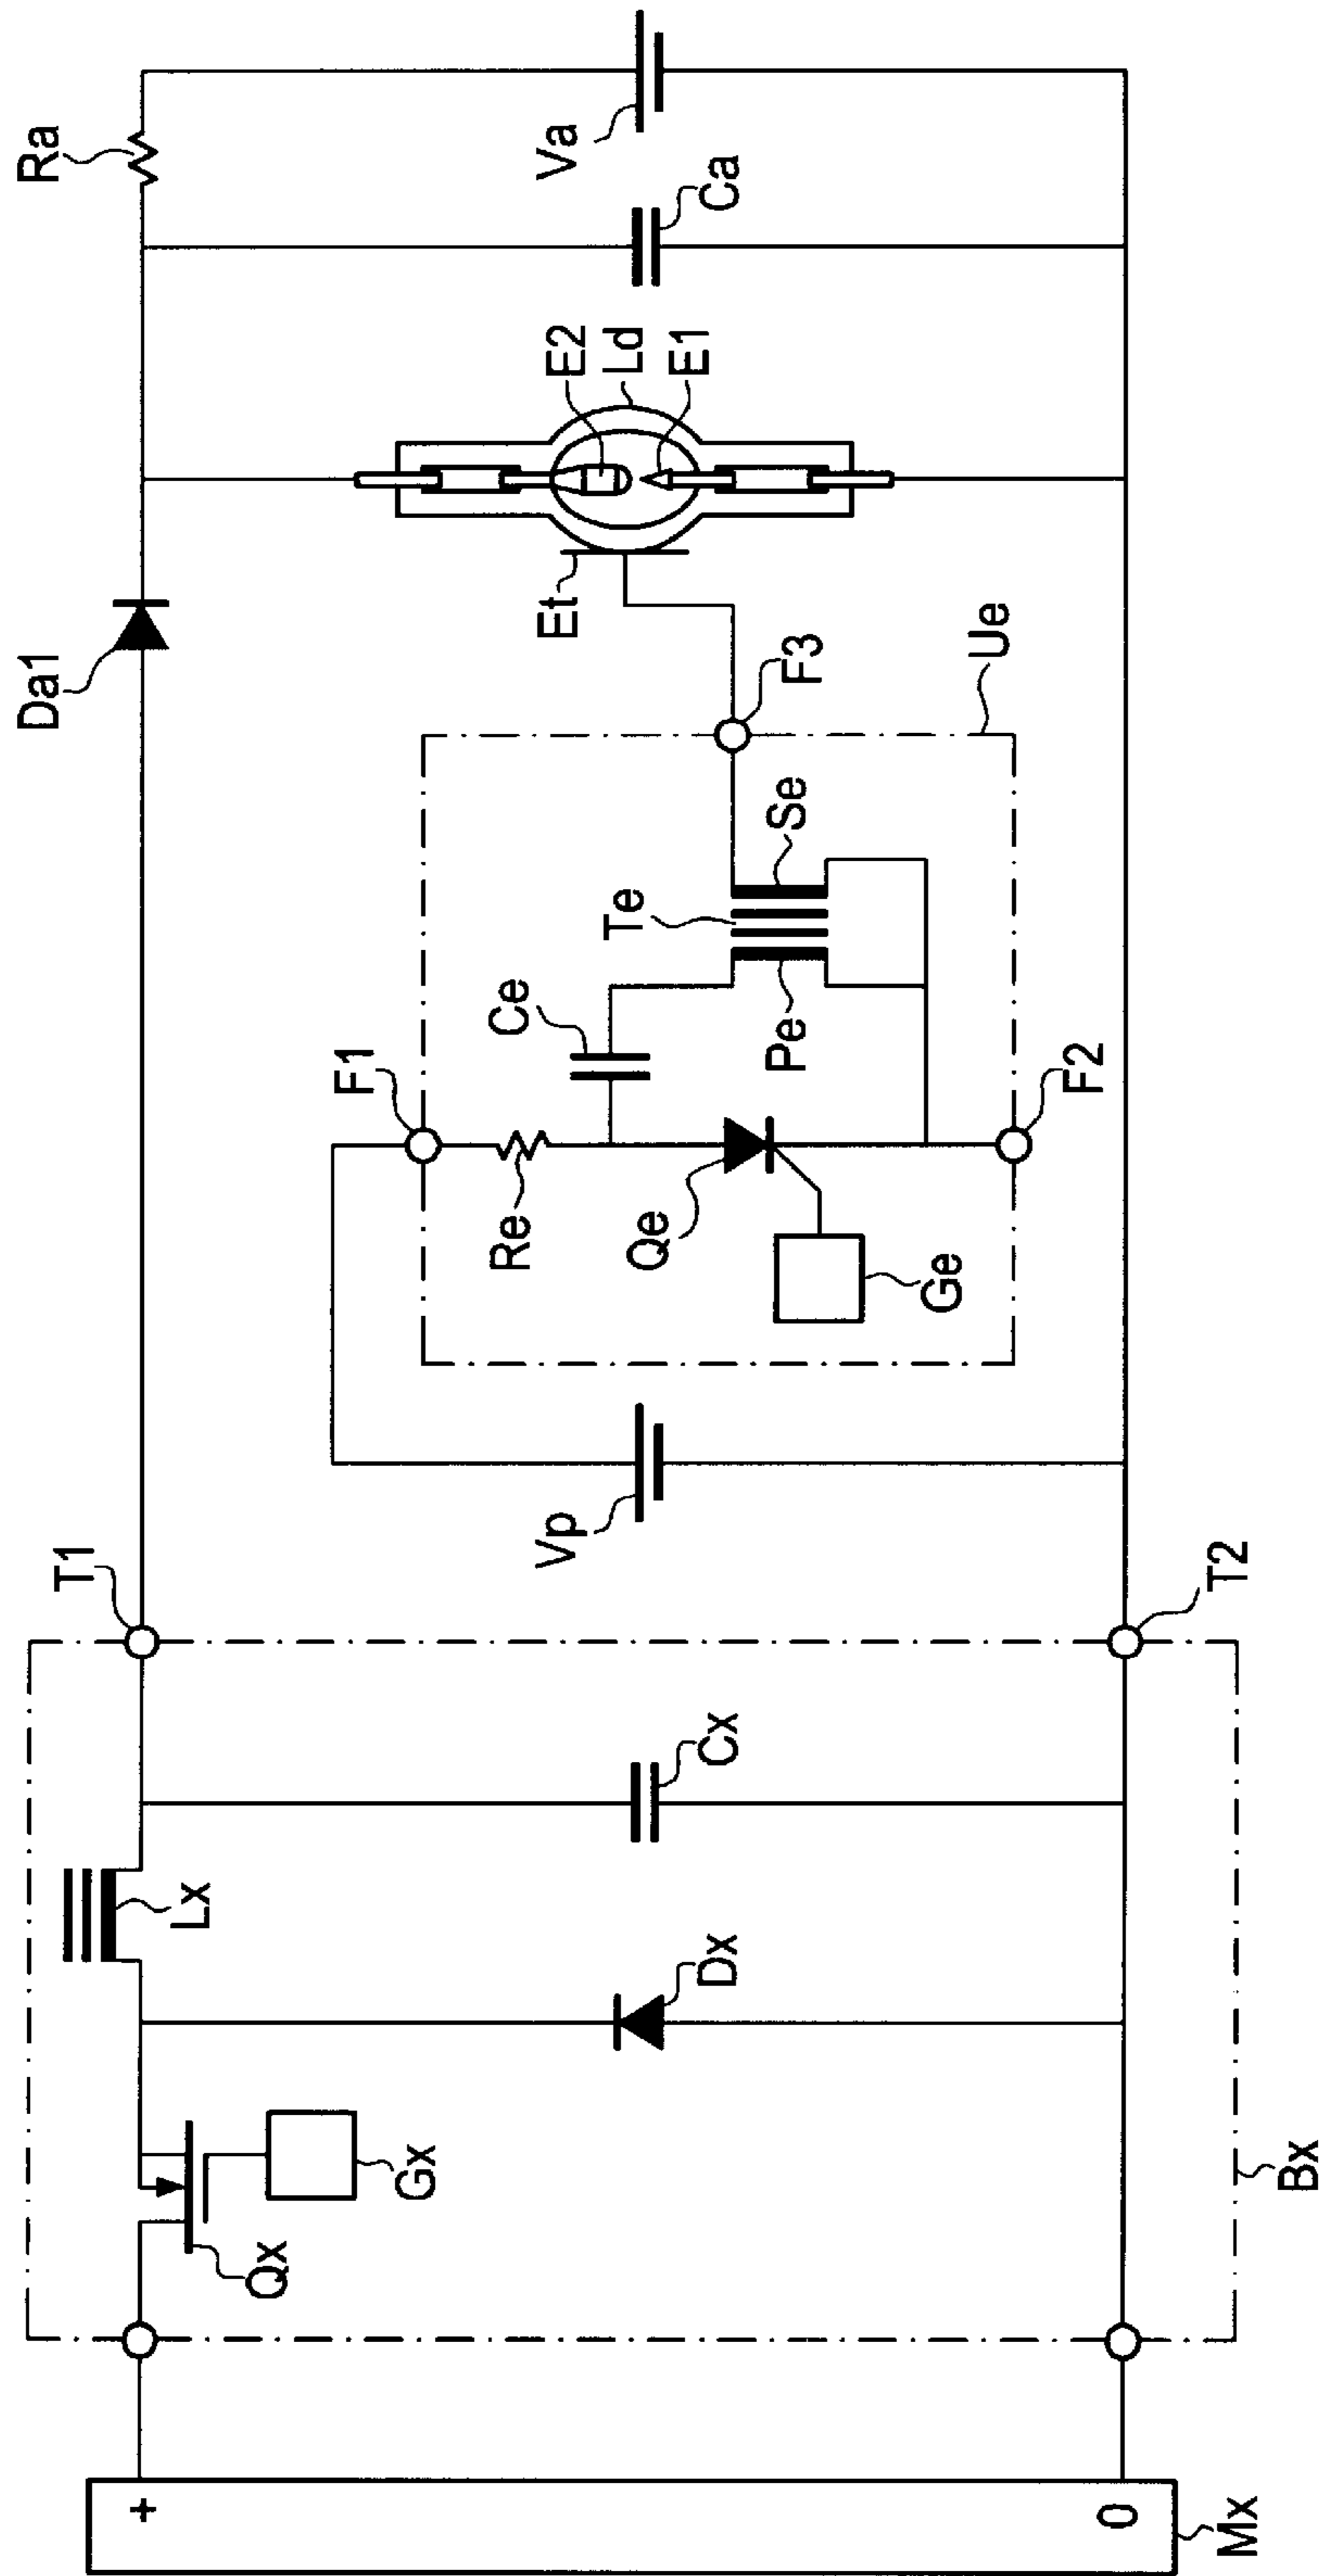 Ra
Va
Ca
E2
Ld
E1
Da1
Et
F3
Ue
Se
Te
Ce
Pe
F1
F2
Re
Qe
Ge
Vp
T1
T2
Cx
Lx
Dx
Gx
Qx
Bx
+
0
Mx